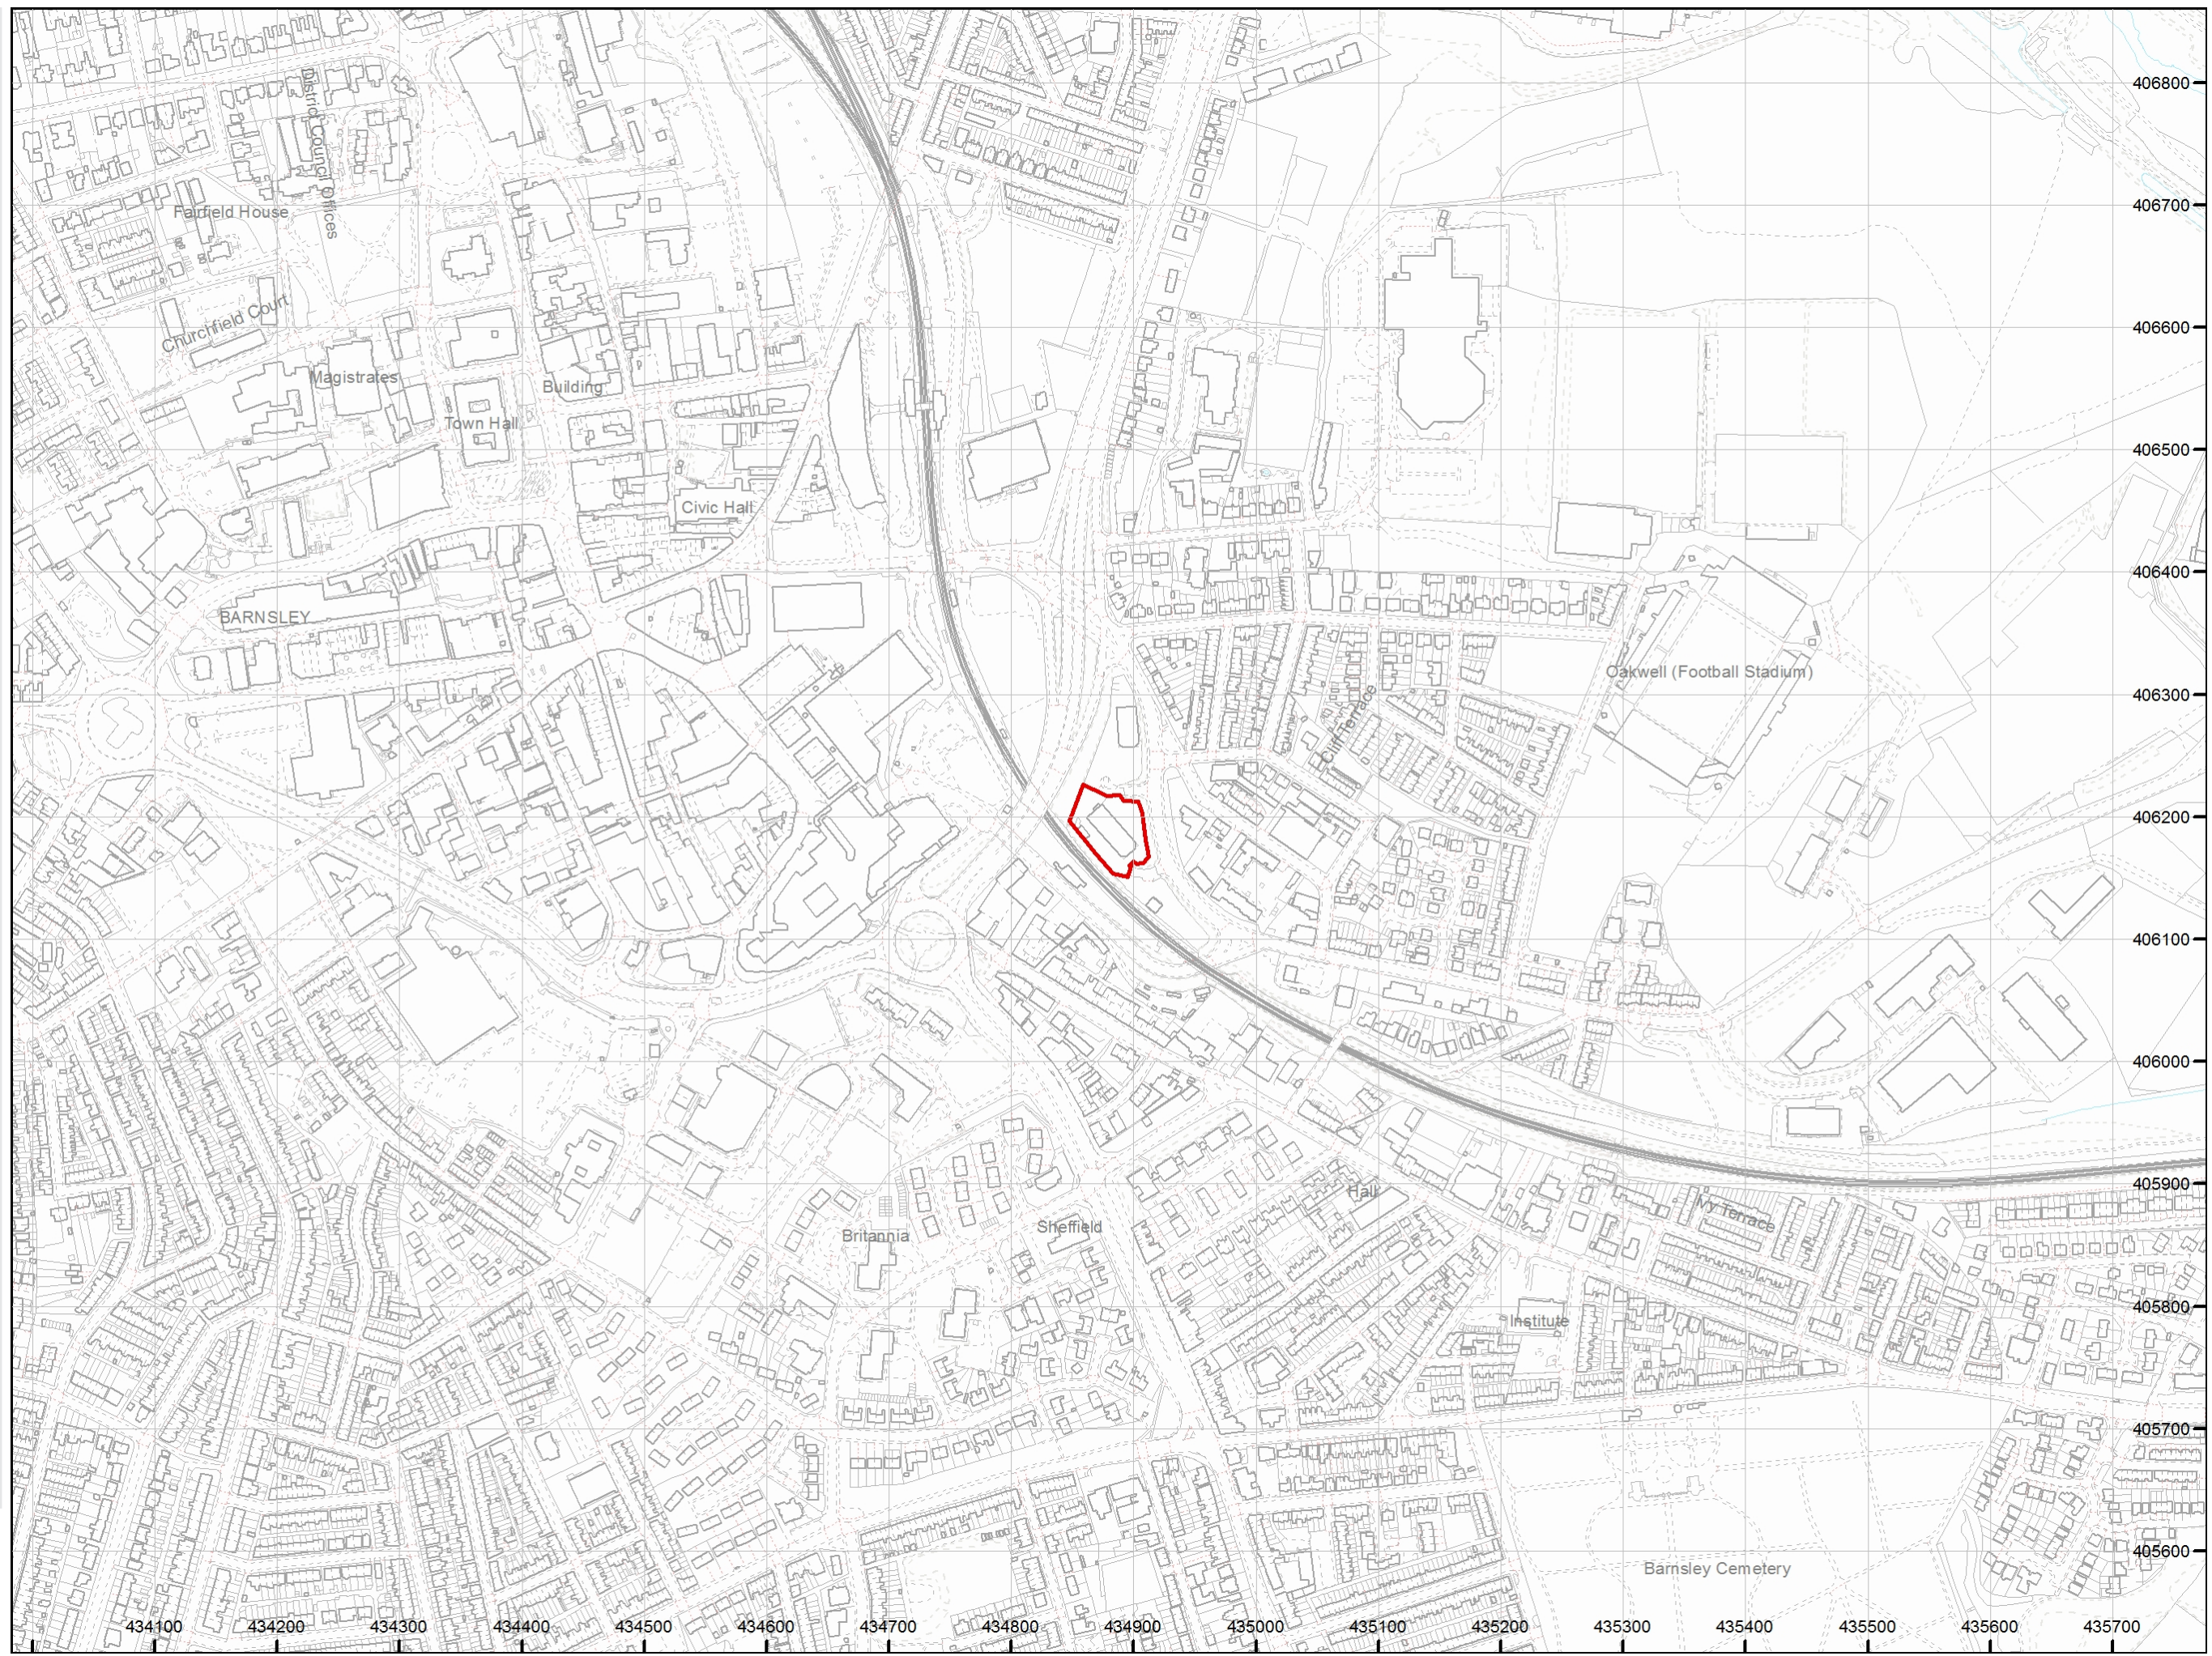 406800
District Council Offices
Fairfield House
406700
Churchfield Court
406600
Magistrates
Building
Town Hall
406500
Civic Hall
406400
BARNSLEY
Oakwell (Football Stadium)
406300
Cliff Terrace
406200
406100
406000
Hall
405900
Ivy Terrace
Sheffield
Britannia
405800
Institute
405700
Barnsley Cemetery
405600
434100
434200
434300
434400
434500
434600
434700
434800
434900
435000
435100
435200
435300
435400
435500
435600
435700